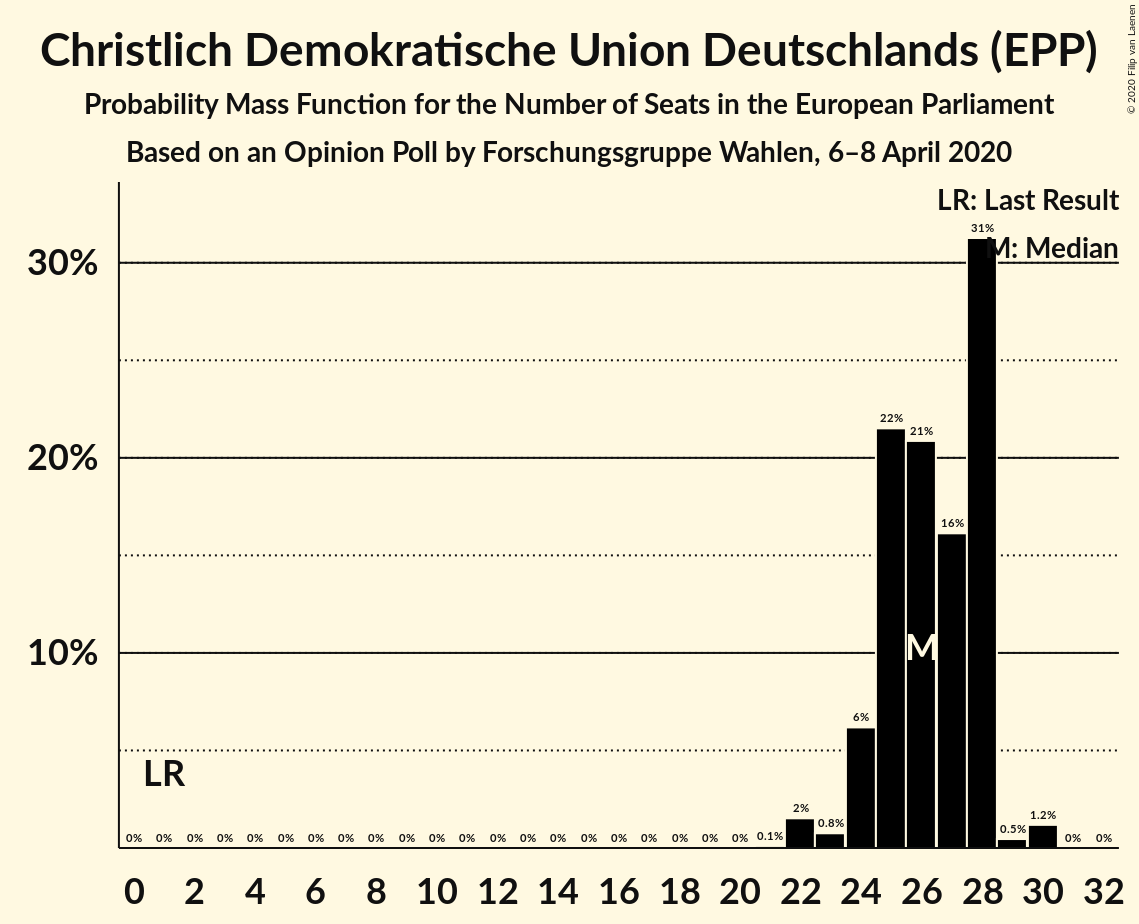 Christlich Demokratische Union Deutschlands (EPP)
Probability Mass Function for the Number of Seats in the European Parliament
Based on an Opinion Poll by Forschungsgruppe Wahlen, 6–8 April 2020
© 2020 Filip van Laenen
LR: Last Result
M: Median
30%
20%
10%
31%
22%
21%
16%
M
6%
LR
0% 0% 0% 0% 0% 0% 0% 0% 0% 0% 0% 0% 0% 0% 0% 0% 0% 0% 0% 0% 0% 0.1% 2% 0.8% 0.5% 1.2% 0% 0%
0 2 4 6 8 10 12 14 16 18 20 22 24 26 28 30 32